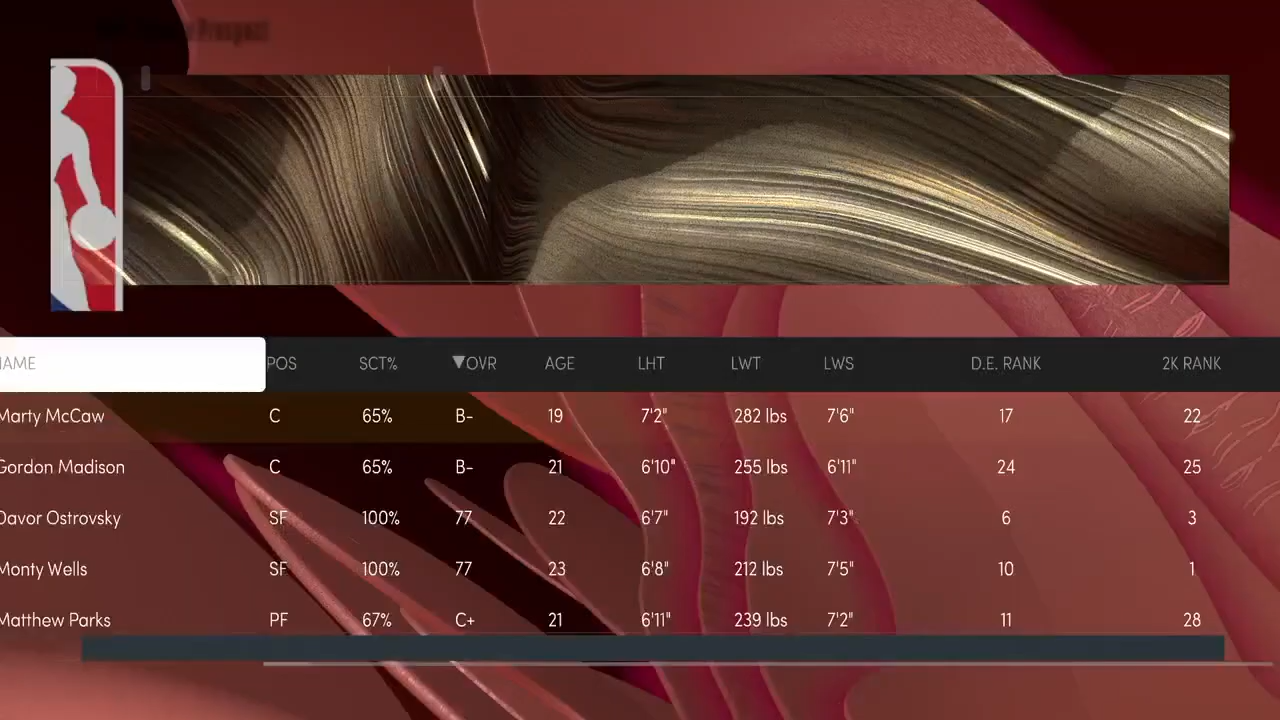 Prospect
AME POS SCT% ▼OVR AGE LHT LWT LWS D.E. RANK 2K RANK
Marty McCaw C 65% B- 19 7'2" 282 lbs 7'6" 17 22
Gordon Madison C 65% B- 21 6'10" 255 lbs 6'11" 24 25
Davor Ostrovsky SF 100% 77 22 6'7" 192 lbs 7'3" 6 3
Monty Wells SF 100% 77 23 6'8" 212 lbs 7'5" 10 1
Matthew Parks PF 67% C+ 21 6'11" 239 lbs 7'2" 11 28